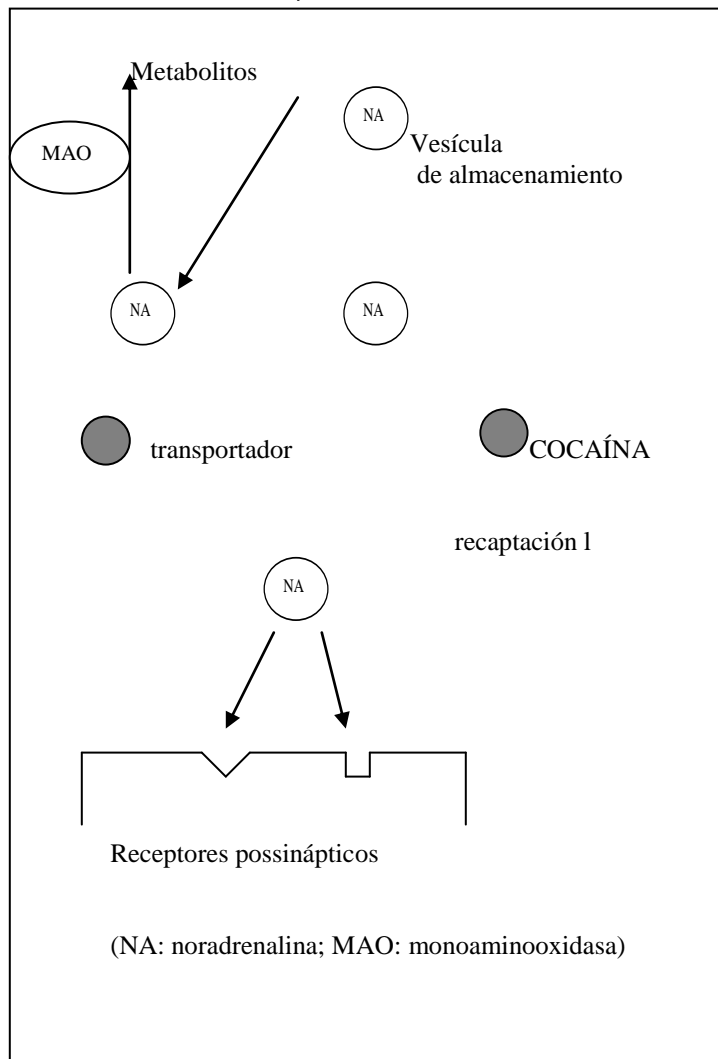 Metabolitos
NA
MAO
Vesícula
de almacenamiento
NA
NA
transportador
COCAÍNA
recaptación l
NA
Receptores possinápticos
(NA: noradrenalina; MAO: monoaminooxidasa)